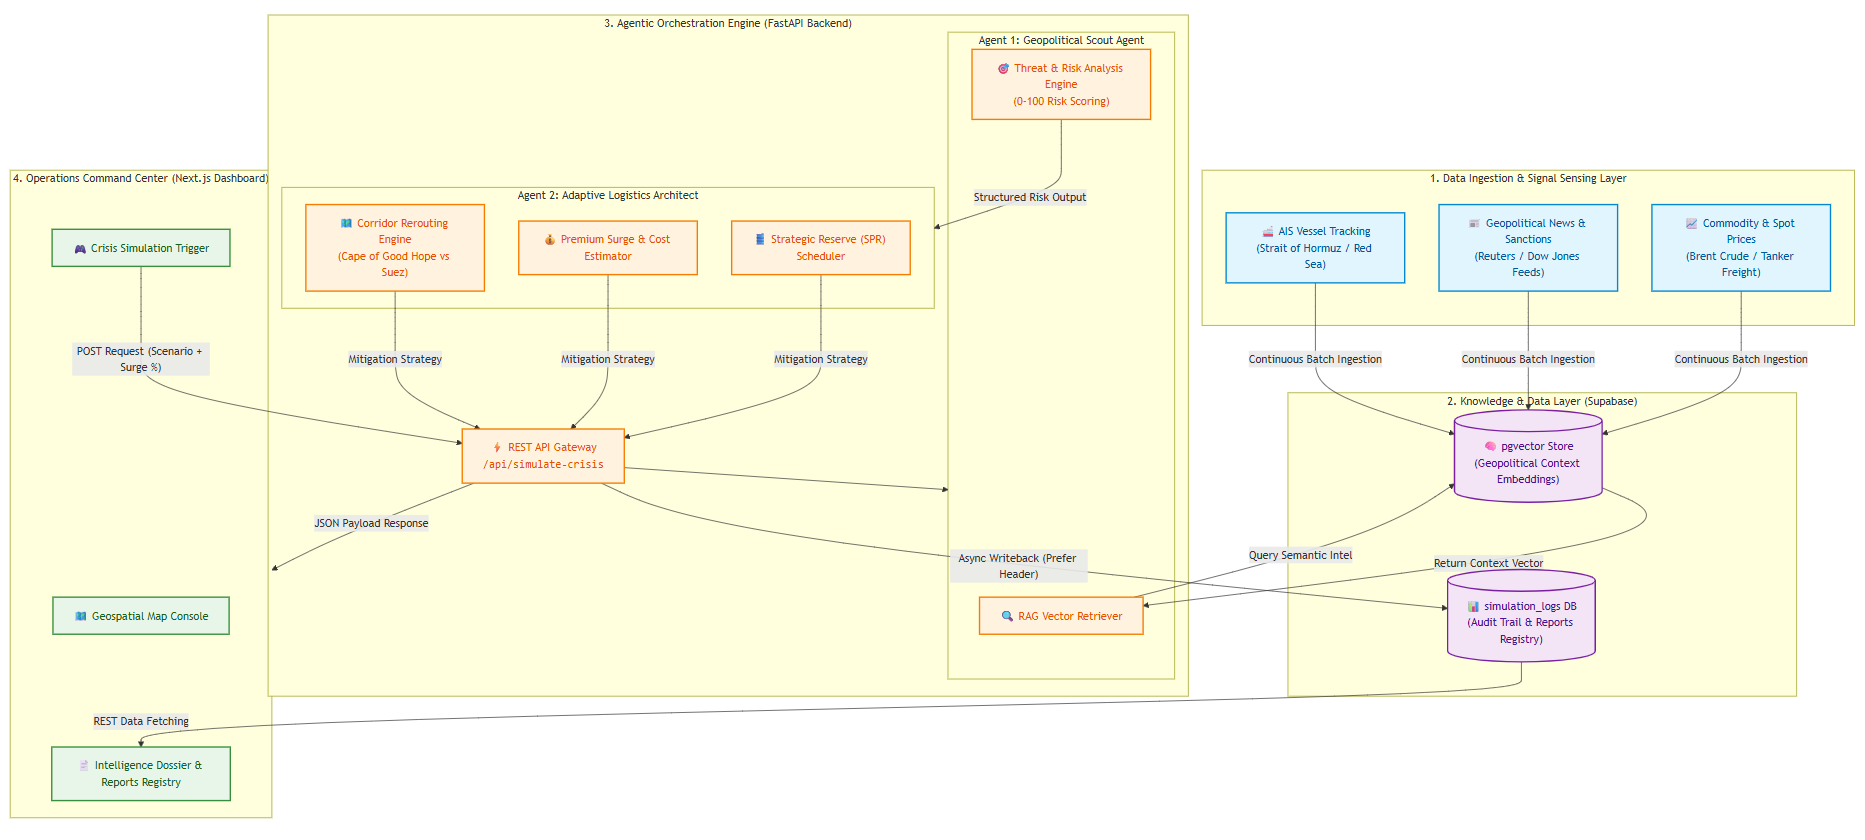 3. Agentic Orchestration Engine (FastAPI Backend)
Agent 1: Geopolitical Scout Agent
Threat & Risk Analysis
Engine
(0-100 Risk Scoring)
Structured Risk Output
Agent 2: Adaptive Logistics Architect
Corridor Rerouting
Engine
(Cape of Good Hope vs
Suez)
Premium Surge & Cost
Estimator
Strategic Reserve (SPR)
Scheduler
Mitigation Strategy
Mitigation Strategy
Mitigation Strategy
REST API Gateway
/api/simulate-crisis
JSON Payload Response
Async Writeback (Prefer
Header)
RAG Vector Retriever
4. Operations Command Center (Next.js Dashboard)
Crisis Simulation Trigger
POST Request (Scenario +
Surge %)
Geospatial Map Console
REST Data Fetching
Intelligence Dossier &
Reports Registry
1. Data Ingestion & Signal Sensing Layer
AIS Vessel Tracking
(Strait of Hormuz / Red
Sea)
Geopolitical News &
Sanctions
(Reuters / Dow Jones
Feeds)
Commodity & Spot
Prices
(Brent Crude / Tanker
Freight)
Continuous Batch Ingestion
Continuous Batch Ingestion
Continuous Batch Ingestion
2. Knowledge & Data Layer (Supabase)
pgvector Store
(Geopolitical Context
Embeddings)
Query Semantic Intel
Return Context Vector
simulation_logs DB
(Audit Trail & Reports
Registry)